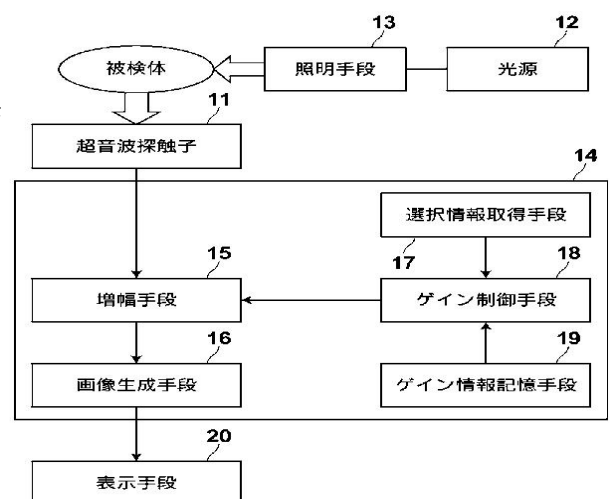 13
12
被検体
照明手段
光源
11
超音波探触子
14
選択情報取得手段
15
17
18
増幅手段
ゲイン制御手段
16
19
画像生成手段
ゲイン情報記憶手段
20
表示手段